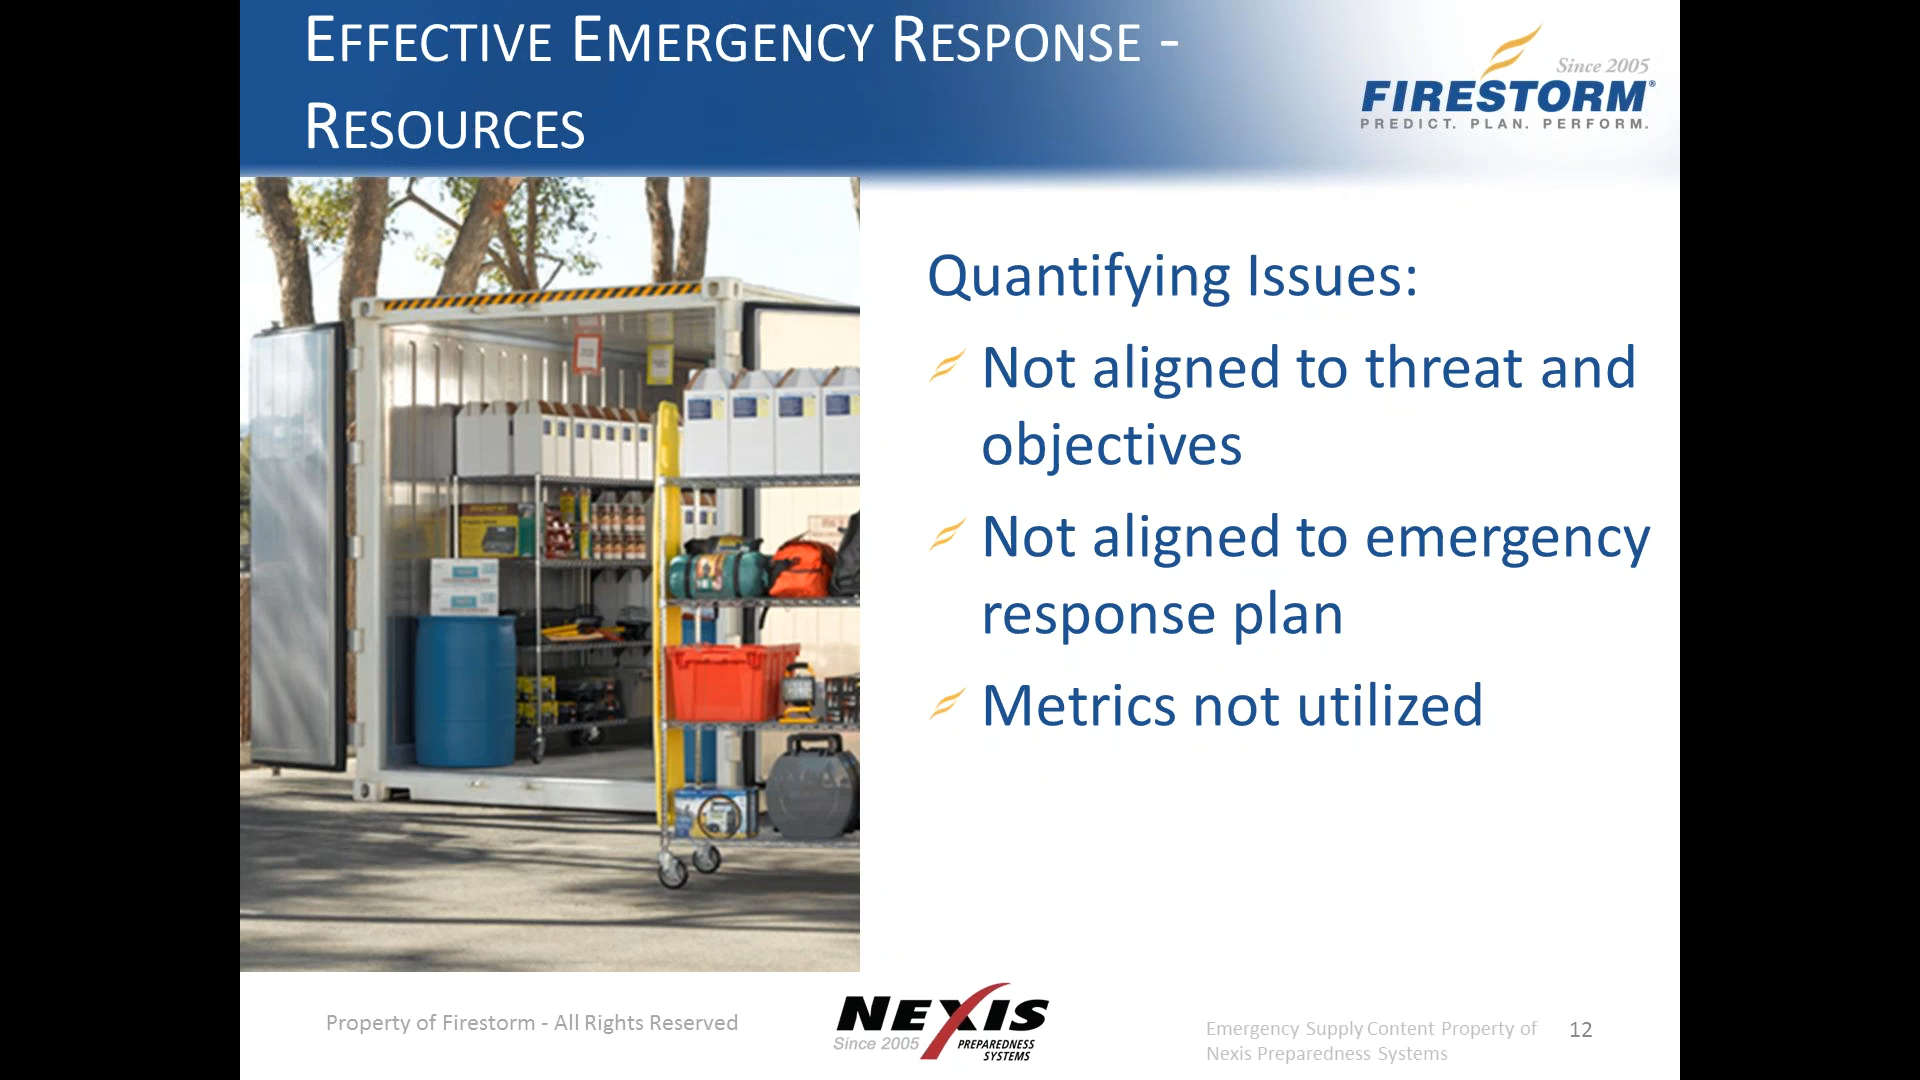 EFFECTIVE EMERGENCY RESPONSE -
RESOURCES
Since 2005
FIRESTORM®
PREDICT. PLAN. PERFORM.
Quantifying Issues:
Not aligned to threat and
objectives
Not aligned to emergency
response plan
Metrics not utilized
Property of Firestorm - All Rights Reserved
NEXIS
Since 2005
PREPAREDNESS
SYSTEMS
Emergency Supply Content Property of
Nexis Preparedness Systems
12